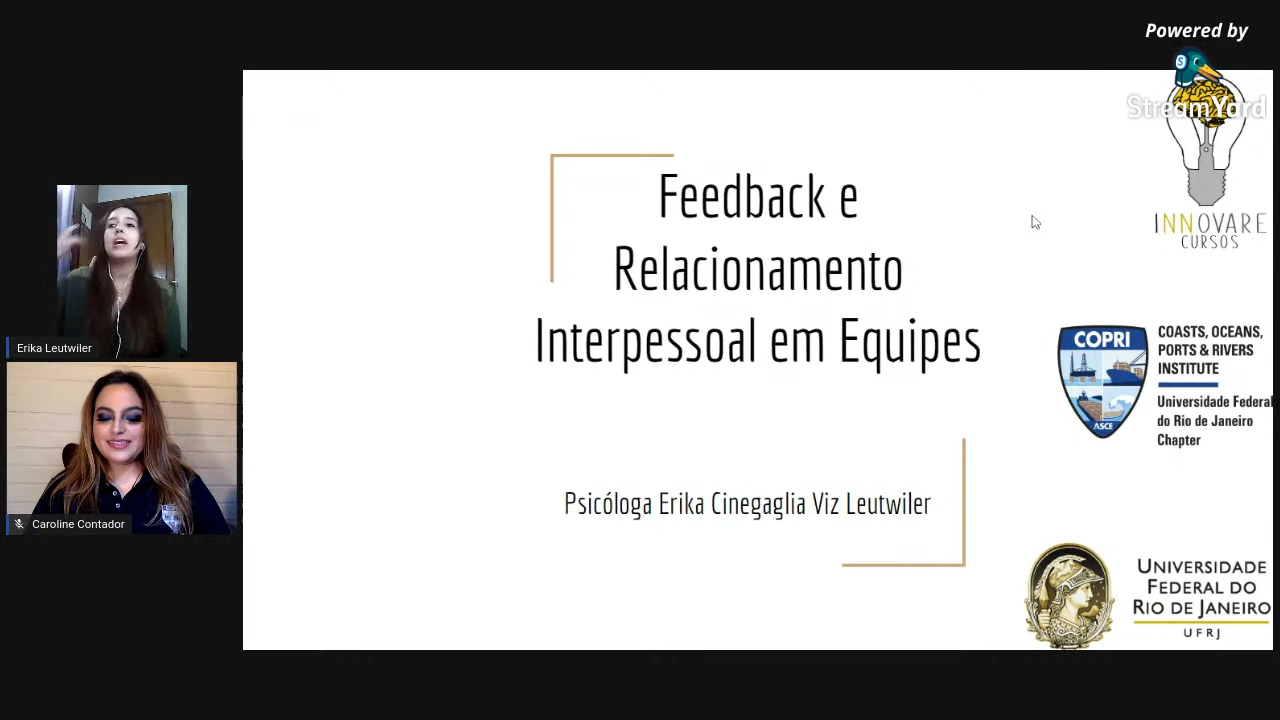 Powered by
StreamYard
INNOVARE
CURSOS
Feedback e
Relacionamento
Interpessoal em Equipes
Psicóloga Erika Cinegaglia Viz Leutwiler
COPRI
ASCE
COASTS, OCEANS,
PORTS & RIVERS
INSTITUTE
Universidade Federal
do Rio de Janeiro
Chapter
UNIVERSIDADE
FEDERAL DO
RIO DE JANEIRO
UFRJ
Erika Leutwiler
Caroline Contador